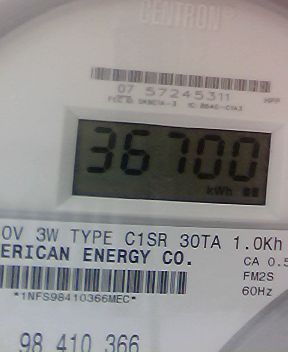 CENTRON
07 57245311
36700
kWh
0V 3W TYPE C1SR 30TA 1.0Kh
ERICAN ENERGY CO.
CA 0.5
FM2S
*1NFS98410366MEC*
60Hz
98 410 366